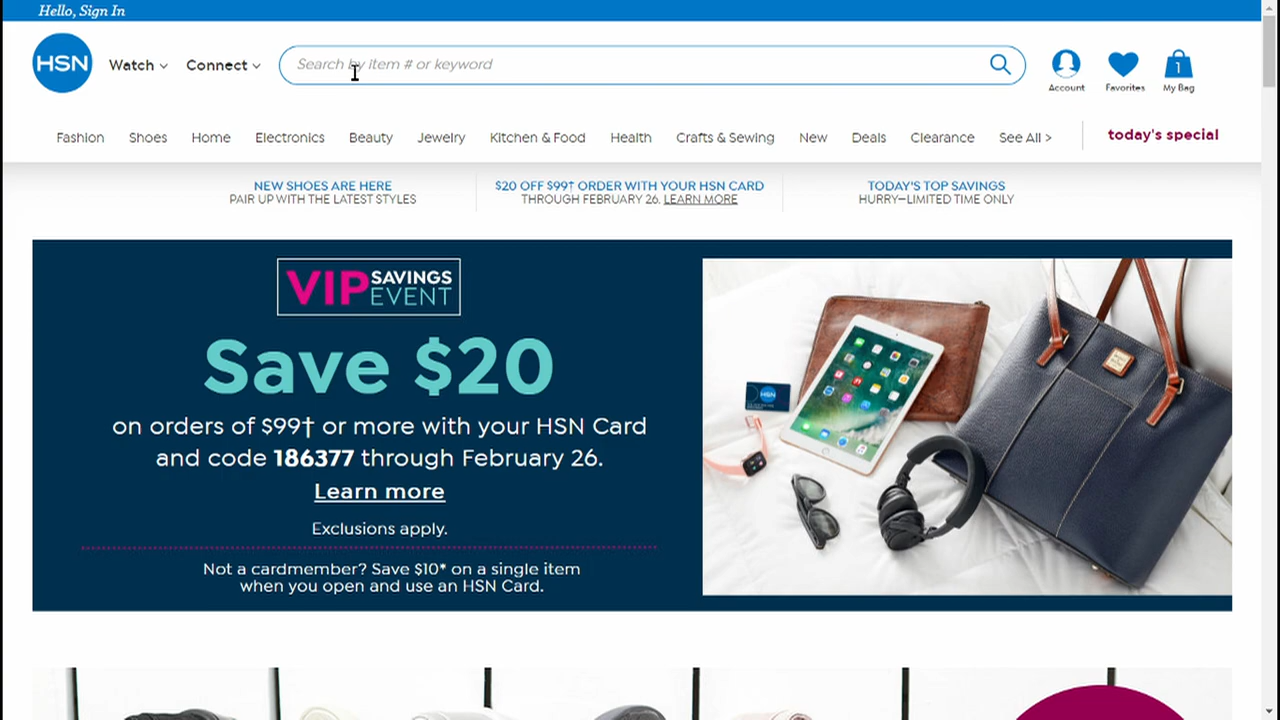 Hello, Sign In
HSN
Watch
Connect
Search by item # or keyword
1
Account
Favorites
My Bag
Fashion
Shoes
Home
Electronics
Beauty
Jewelry
Kitchen & Food
Health
Crafts & Sewing
New
Deals
Clearance
See All >
today's special
NEW SHOES ARE HERE
PAIR UP WITH THE LATEST STYLES
$20 OFF $99† ORDER WITH YOUR HSN CARD
THROUGH FEBRUARY 26. LEARN MORE
TODAY'S TOP SAVINGS
HURRY—LIMITED TIME ONLY
VIP SAVINGS
EVENT
Save $20
on orders of $99† or more with your HSN Card
and code 186377 through February 26.
Learn more
Exclusions apply.
Not a cardmember? Save $10* on a single item
when you open and use an HSN Card.
HSN